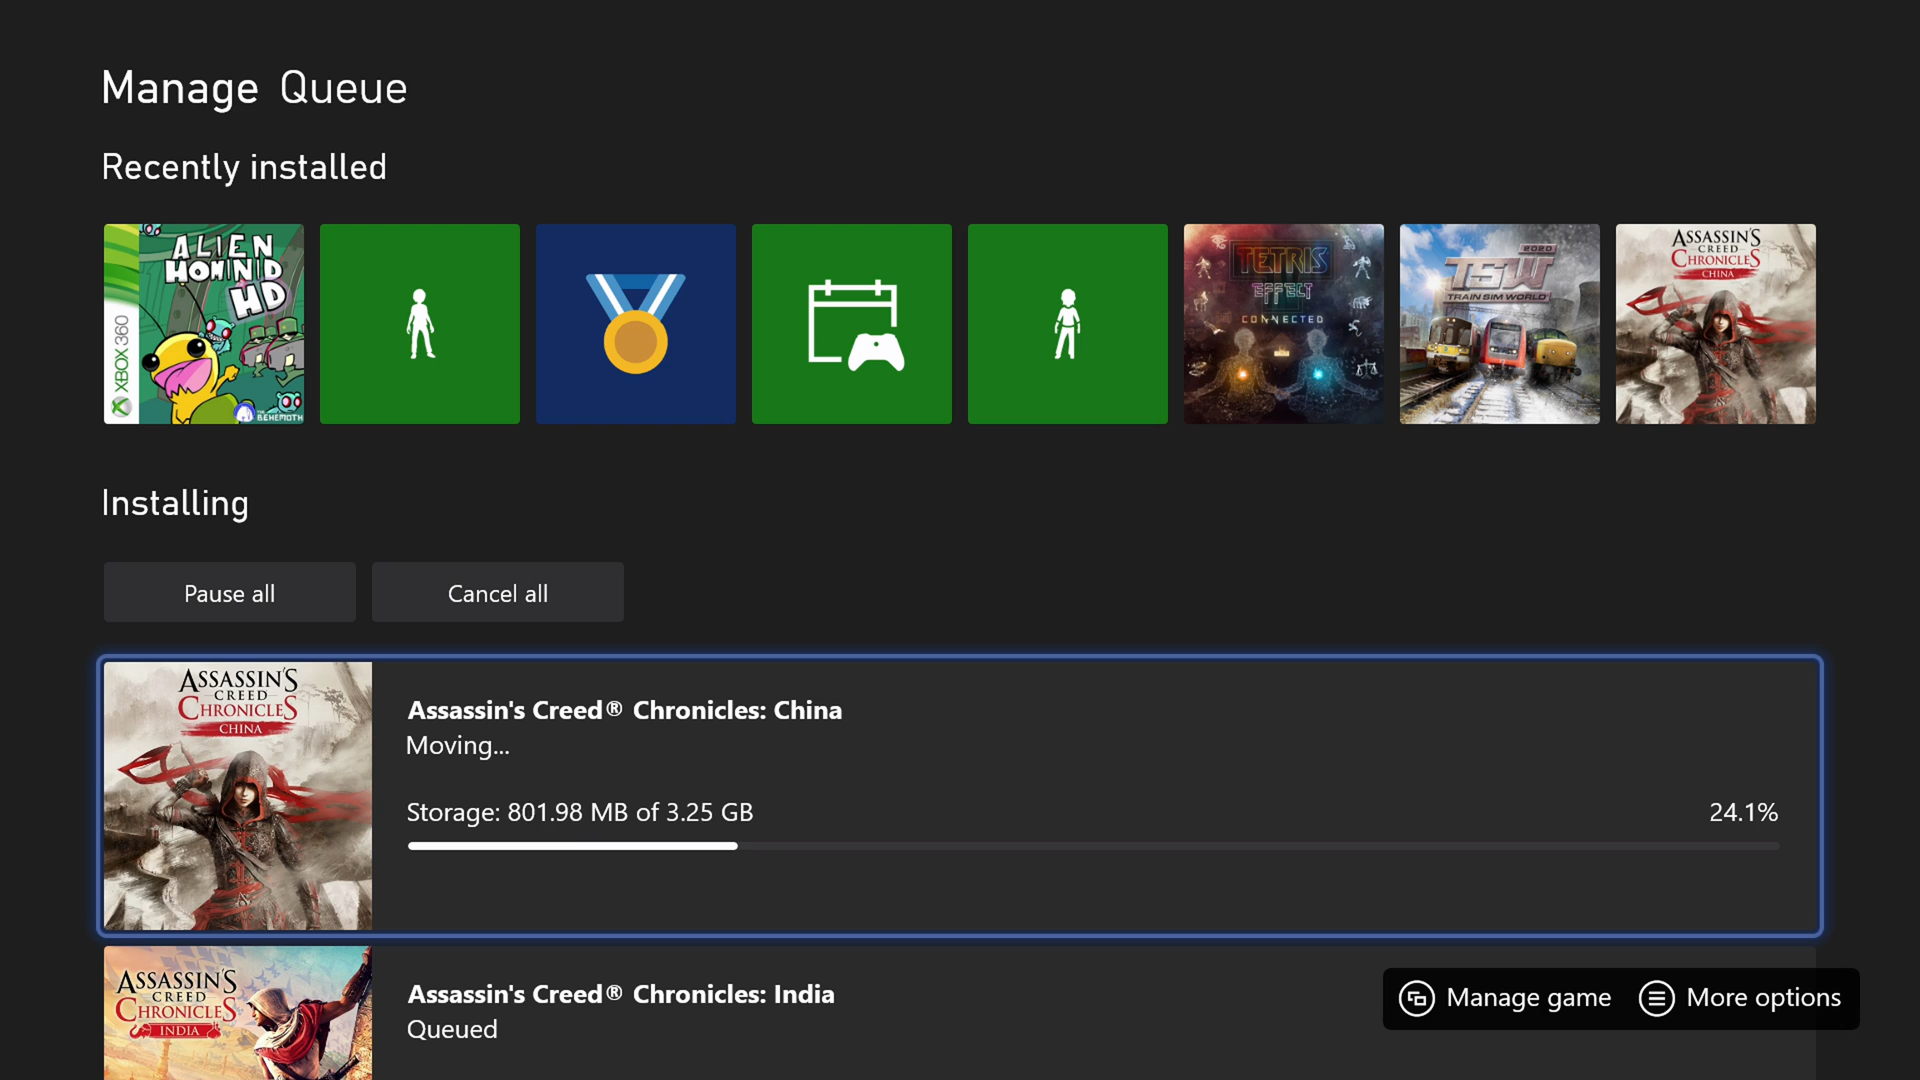 Manage Queue
Recently installed
ALIEN
HOMINID
HD
XBOX 360
THE
BEHEMOTH
TETRIS
EFFECT
CONNECTED
2020
TSW
TRAIN SIM WORLD
ASSASSIN'S
CREED
CHRONICLES
CHINA
Installing
Pause all
Cancel all
ASSASSIN'S
CREED
CHRONICLES
CHINA
Assassin's Creed® Chronicles: China
Moving...
Storage: 801.98 MB of 3.25 GB
24.1%
ASSASSIN'S
CREED
CHRONICLES
INDIA
Assassin's Creed® Chronicles: India
Queued
Manage game
More options